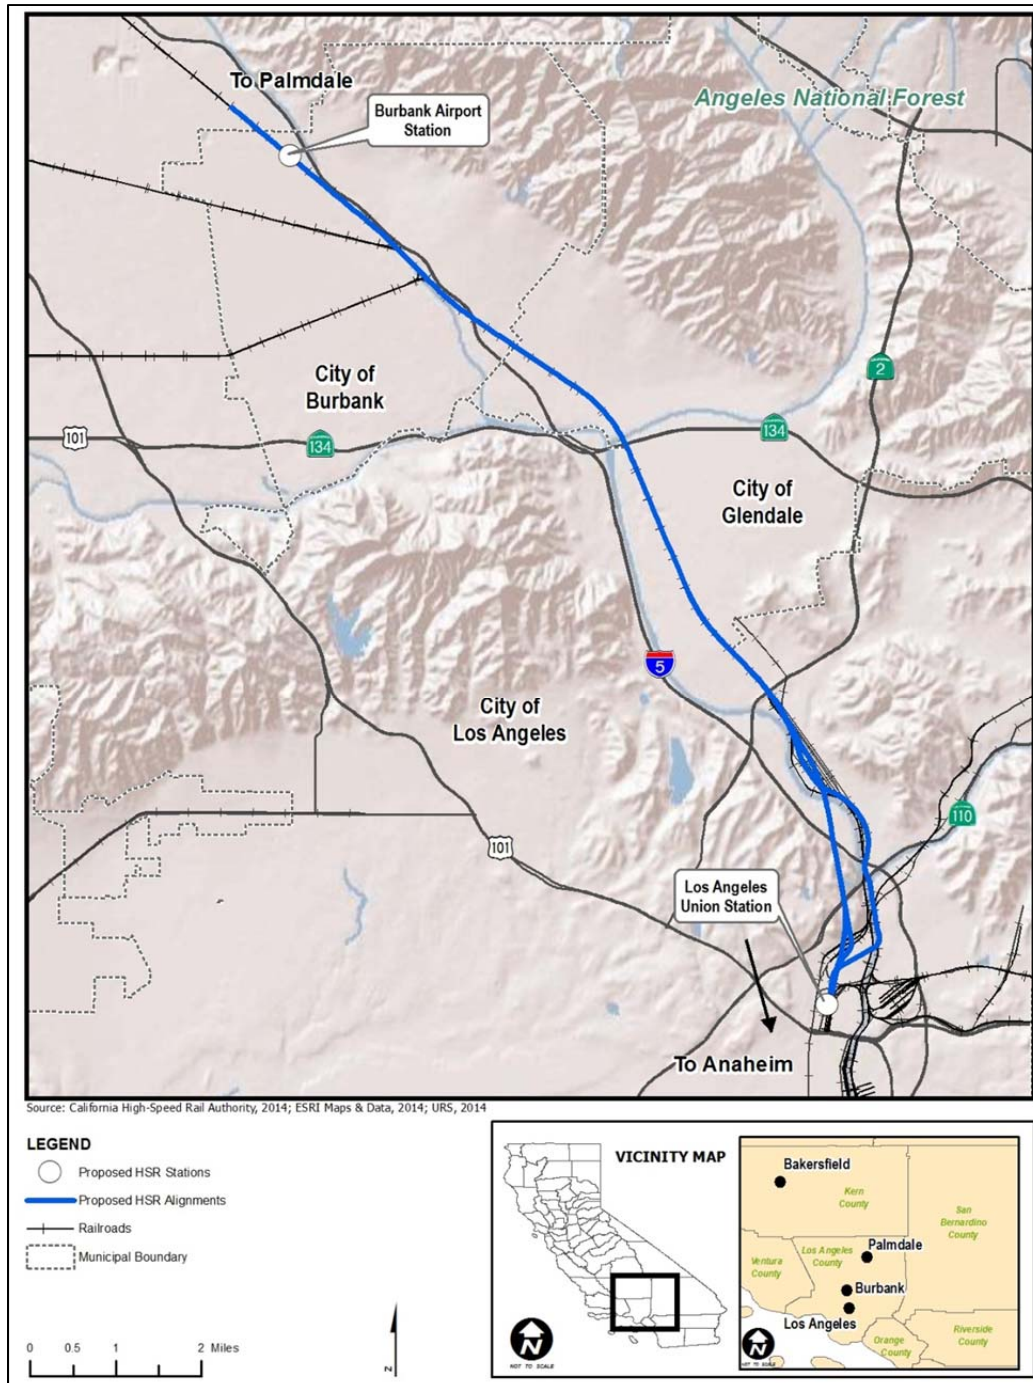 To Palmdale
Burbank Airport
Station
Angeles National Forest
2
City of
Burbank
101
134
134
City of
Glendale
5
City of
Los Angeles
110
101
Los Angeles
Union Station
To Anaheim
Source: California High-Speed Rail Authority, 2014; ESRI Maps & Data, 2014; URS, 2014
LEGEND
Proposed HSR Stations
Proposed HSR Alignments
Railroads
Municipal Boundary
0 0.5 1 2 Miles
N
VICINITY MAP
N
NOT TO SCALE
Bakersfield
Kern
County
San
Bernardino
County
Palmdale
Los Angeles
County
Ventura
County
Burbank
Los Angeles
Orange
County
Riverside
County
N
NOT TO SCALE